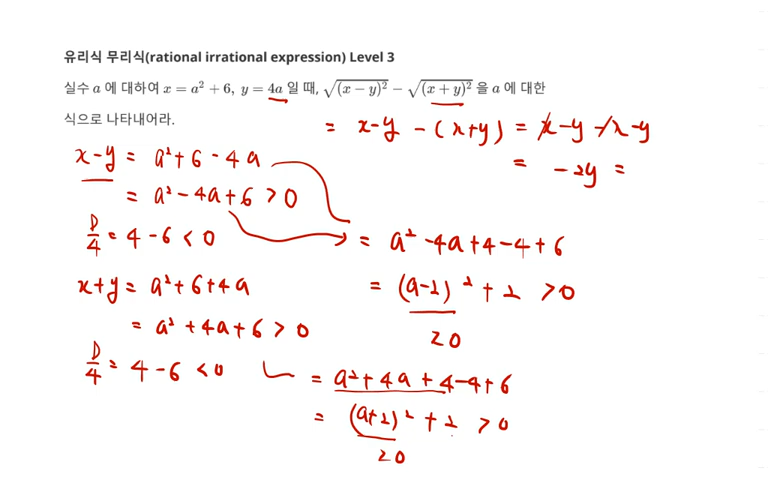 유리식 무리식(rational irrational expression) Level 3
실수 a 에 대하여 x = a² + 6, y = 4a 일 때, √(x − y)² − √(x + y)² 을 a 에 대한
식으로 나타내어라.
= x-y - (x+y) = x-y-x-y
= -2y =
x-y = a²+6-4a
= a²-4a+6 > 0
D/4 = 4-6 < 0
= a²-4a+4-4+6
= (a-2)²+2 > 0
≥0
x+y = a²+6+4a
= a²+4a+6 > 0
D/4 = 4-6 < 0
= a²+4a+4-4+6
= (a+2)²+2 > 0
≥0